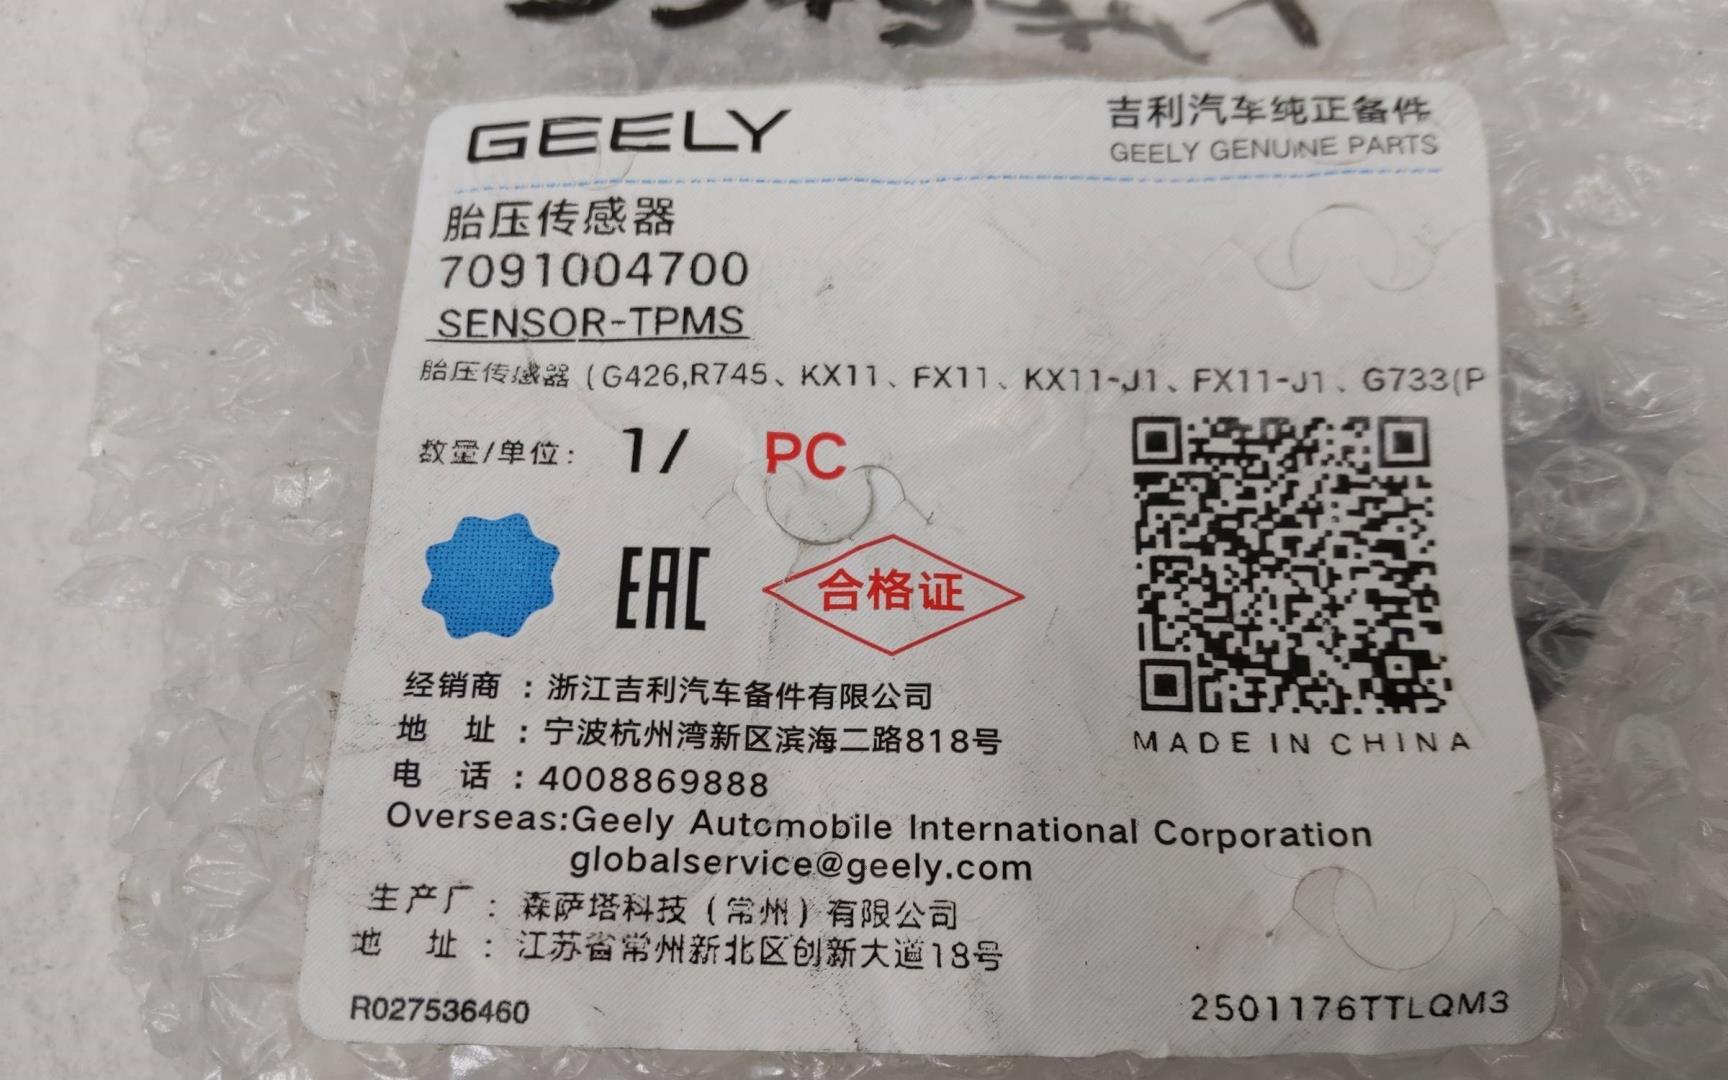 GEELY
吉利汽车纯正备件
GEELY GENUINE PARTS
胎压传感器
7091004700
SENSOR-TPMS
胎压传感器（G426,R745、KX11、FX11、KX11-J1、FX11-J1、G733(P
数量/单位: 1/ PC
EAC
合格证
经销商：浙江吉利汽车备件有限公司
地 址：宁波杭州湾新区滨海二路818号
电 话：4008869888
MADE IN CHINA
Overseas:Geely Automobile International Corporation
globalservice@geely.com
生产厂：森萨塔科技（常州）有限公司
地 址：江苏省常州新北区创新大道18号
R027536460
2501176TTLQM3